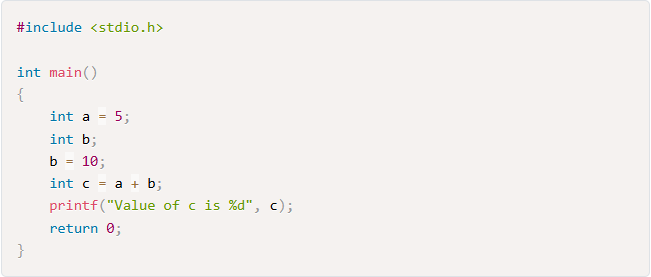 #include <stdio.h>

int main()
{
    int a = 5;
    int b;
    b = 10;
    int c = a + b;
    printf("Value of c is %d", c);
    return 0;
}